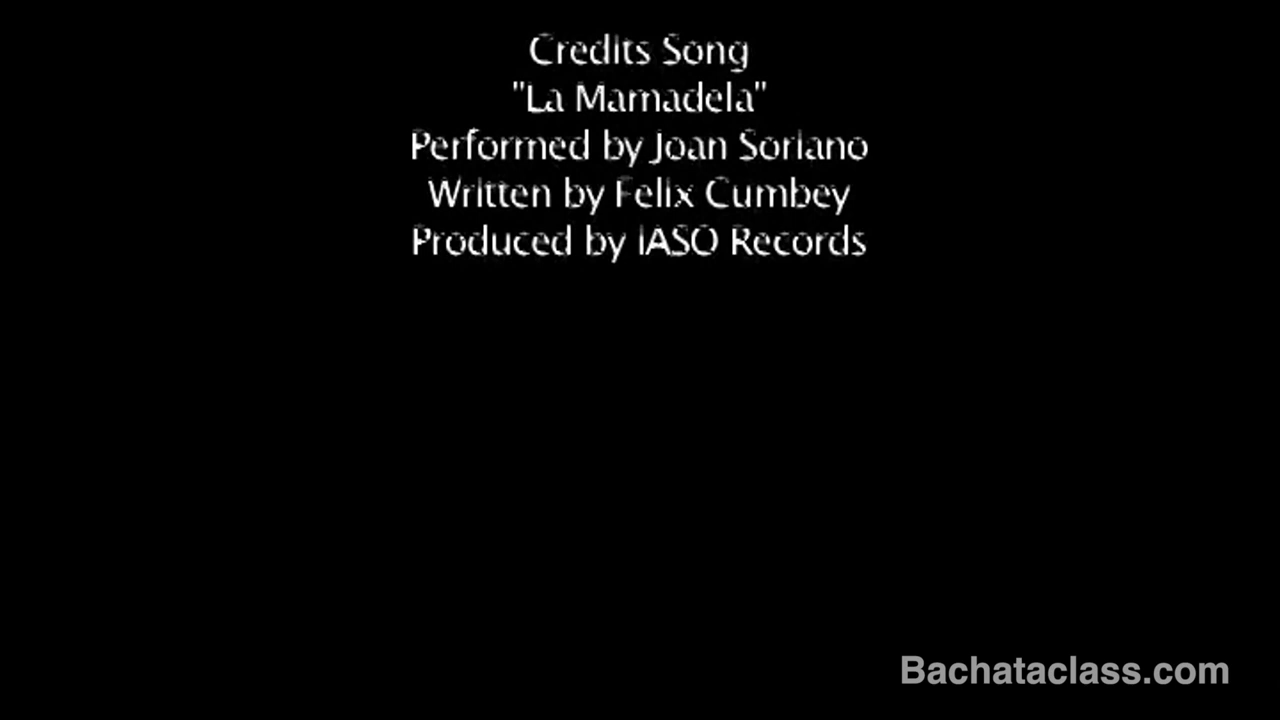 Credits Song
"La Mamadela"
Performed by Joan Soriano
Written by Felix Cumbey
Produced by IASO Records
Bachataclass.com